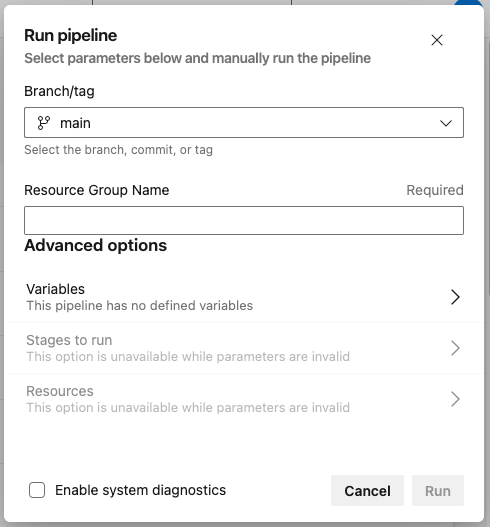 Run pipeline
Select parameters below and manually run the pipeline
Branch/tag
main
Select the branch, commit, or tag
Resource Group Name Required
Advanced options
Variables
This pipeline has no defined variables
Stages to run
This option is unavailable while parameters are invalid
Resources
This option is unavailable while parameters are invalid
Enable system diagnostics Cancel Run